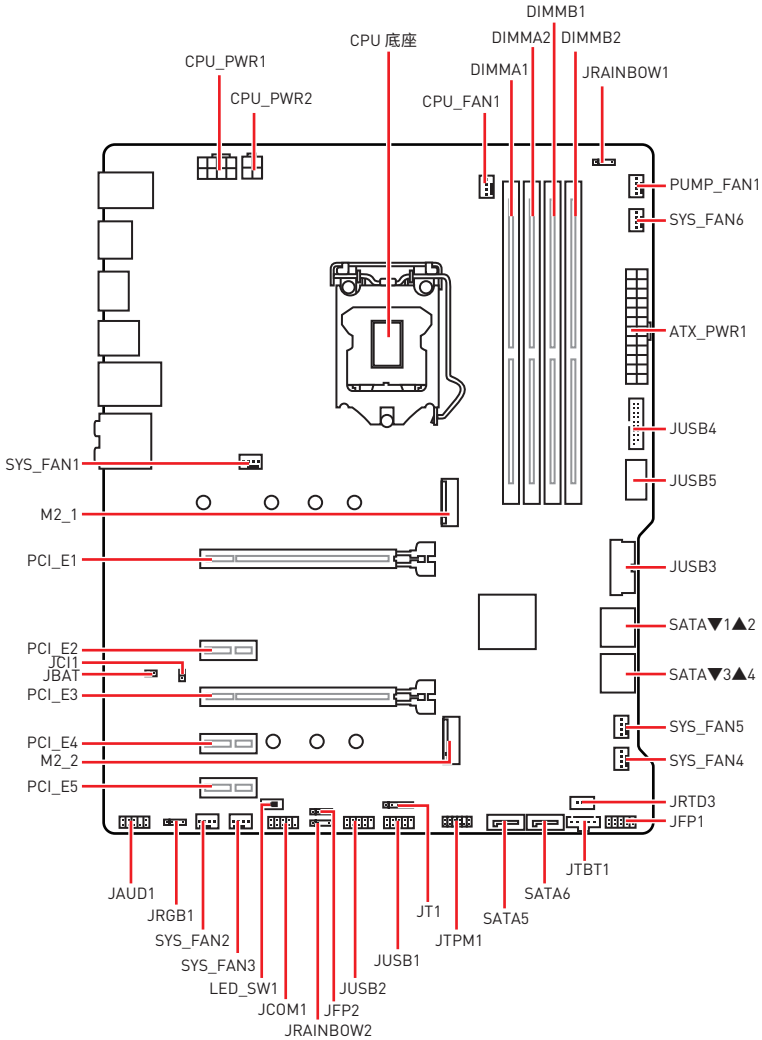 DIMMB1
CPU 底座
DIMMA2 DIMMB2
CPU_PWR1
DIMMA1
JRAINBOW1
CPU_PWR2
CPU_FAN1
PUMP_FAN1
SYS_FAN6
ATX_PWR1
JUSB4
SYS_FAN1
JUSB5
M2_1
PCI_E1
JUSB3
SATA▼1▲2
PCI_E2
JCI1
JBAT
SATA▼3▲4
PCI_E3
SYS_FAN5
PCI_E4
M2_2
SYS_FAN4
PCI_E5
JRTD3
JFP1
JTBT1
JAUD1
SATA6
JT1
JRGB1
SATA5
SYS_FAN2
JTPM1
JUSB1
SYS_FAN3
LED_SW1
JUSB2
JCOM1
JFP2
JRAINBOW2